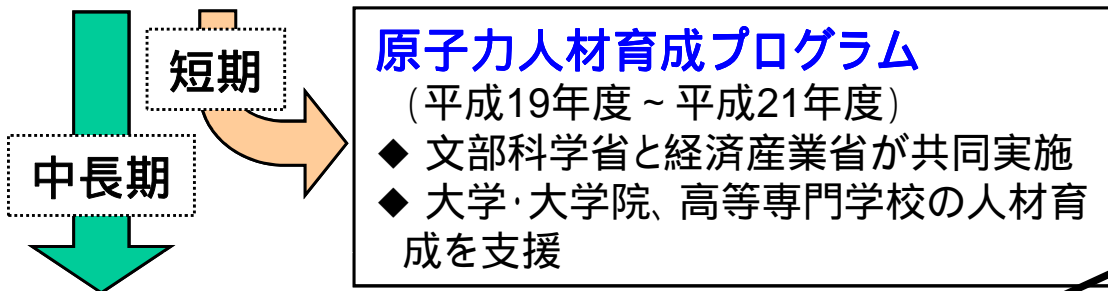 短期
中長期
原子力人材育成プログラム
(平成19年度~平成21年度)
◆ 文部科学省と経済産業省が共同実施
◆ 大学・大学院、高等専門学校の人材育
成を支援